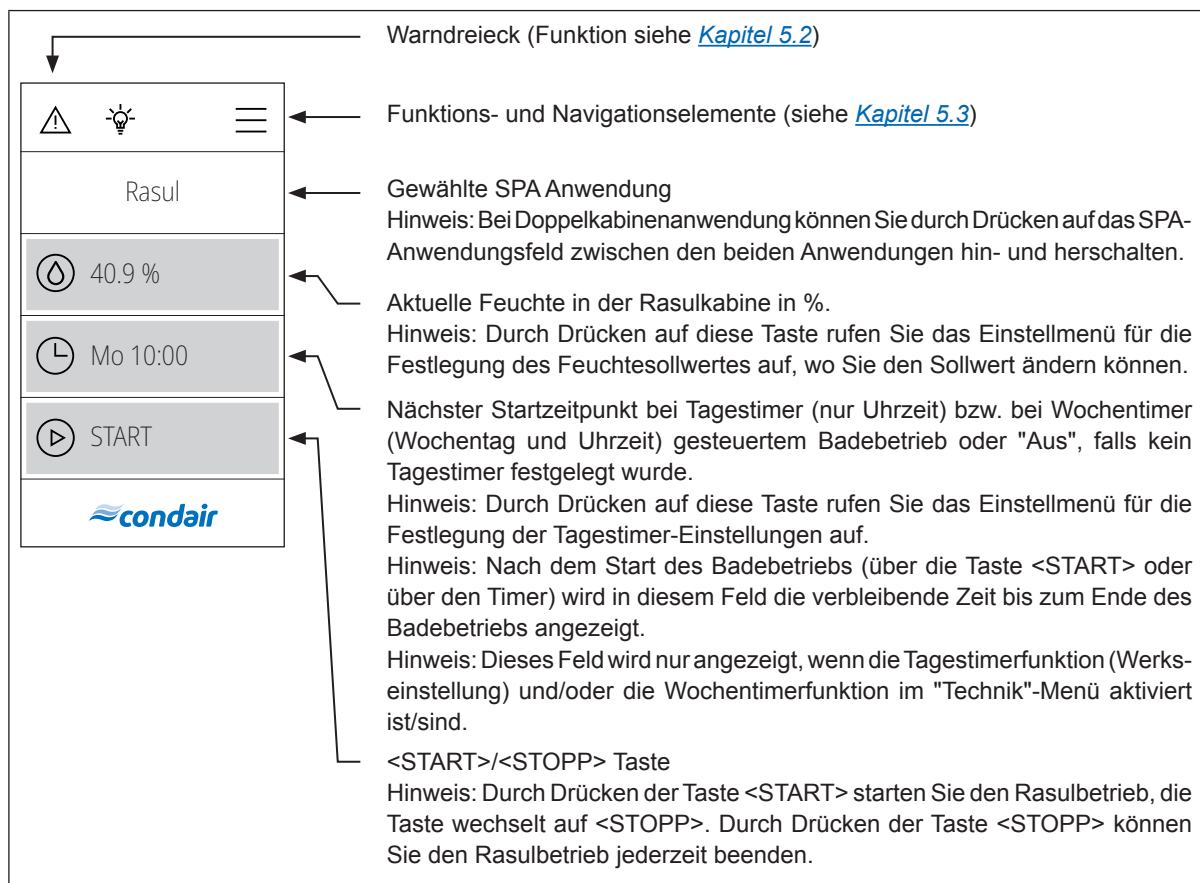 Warndreieck (Funktion siehe Kapitel 5.2)
Funktions- und Navigationselemente (siehe Kapitel 5.3)
Rasul
40.9 %
Mo 10:00
START
condair
Gewählte SPA Anwendung
Hinweis: Bei Doppelkabinenanwendung können Sie durch Drücken auf das SPA-
Anwendungsfeld zwischen den beiden Anwendungen hin- und herschalten.
Aktuelle Feuchte in der Rasulkabine in %.
Hinweis: Durch Drücken auf diese Taste rufen Sie das Einstellmenü für die
Festlegung des Feuchtesollwertes auf, wo Sie den Sollwert ändern können.
Nächster Startzeitpunkt bei Tagestimer (nur Uhrzeit) bzw. bei Wochentimer
(Wochentag und Uhrzeit) gesteuertem Badebetrieb oder "Aus", falls kein
Tagestimer festgelegt wurde.
Hinweis: Durch Drücken auf diese Taste rufen Sie das Einstellmenü für die
Festlegung der Tagestimer-Einstellungen auf.
Hinweis: Nach dem Start des Badebetriebs (über die Taste <START> oder
über den Timer) wird in diesem Feld die verbleibende Zeit bis zum Ende des
Badebetriebs angezeigt.
Hinweis: Dieses Feld wird nur angezeigt, wenn die Tagestimerfunktion (Werks-
einstellung) und/oder die Wochentimerfunktion im "Technik"-Menü aktiviert
ist/sind.
<START>/<STOPP> Taste
Hinweis: Durch Drücken der Taste <START> starten Sie den Rasulbetrieb, die
Taste wechselt auf <STOPP>. Durch Drücken der Taste <STOPP> können
Sie den Rasulbetrieb jederzeit beenden.